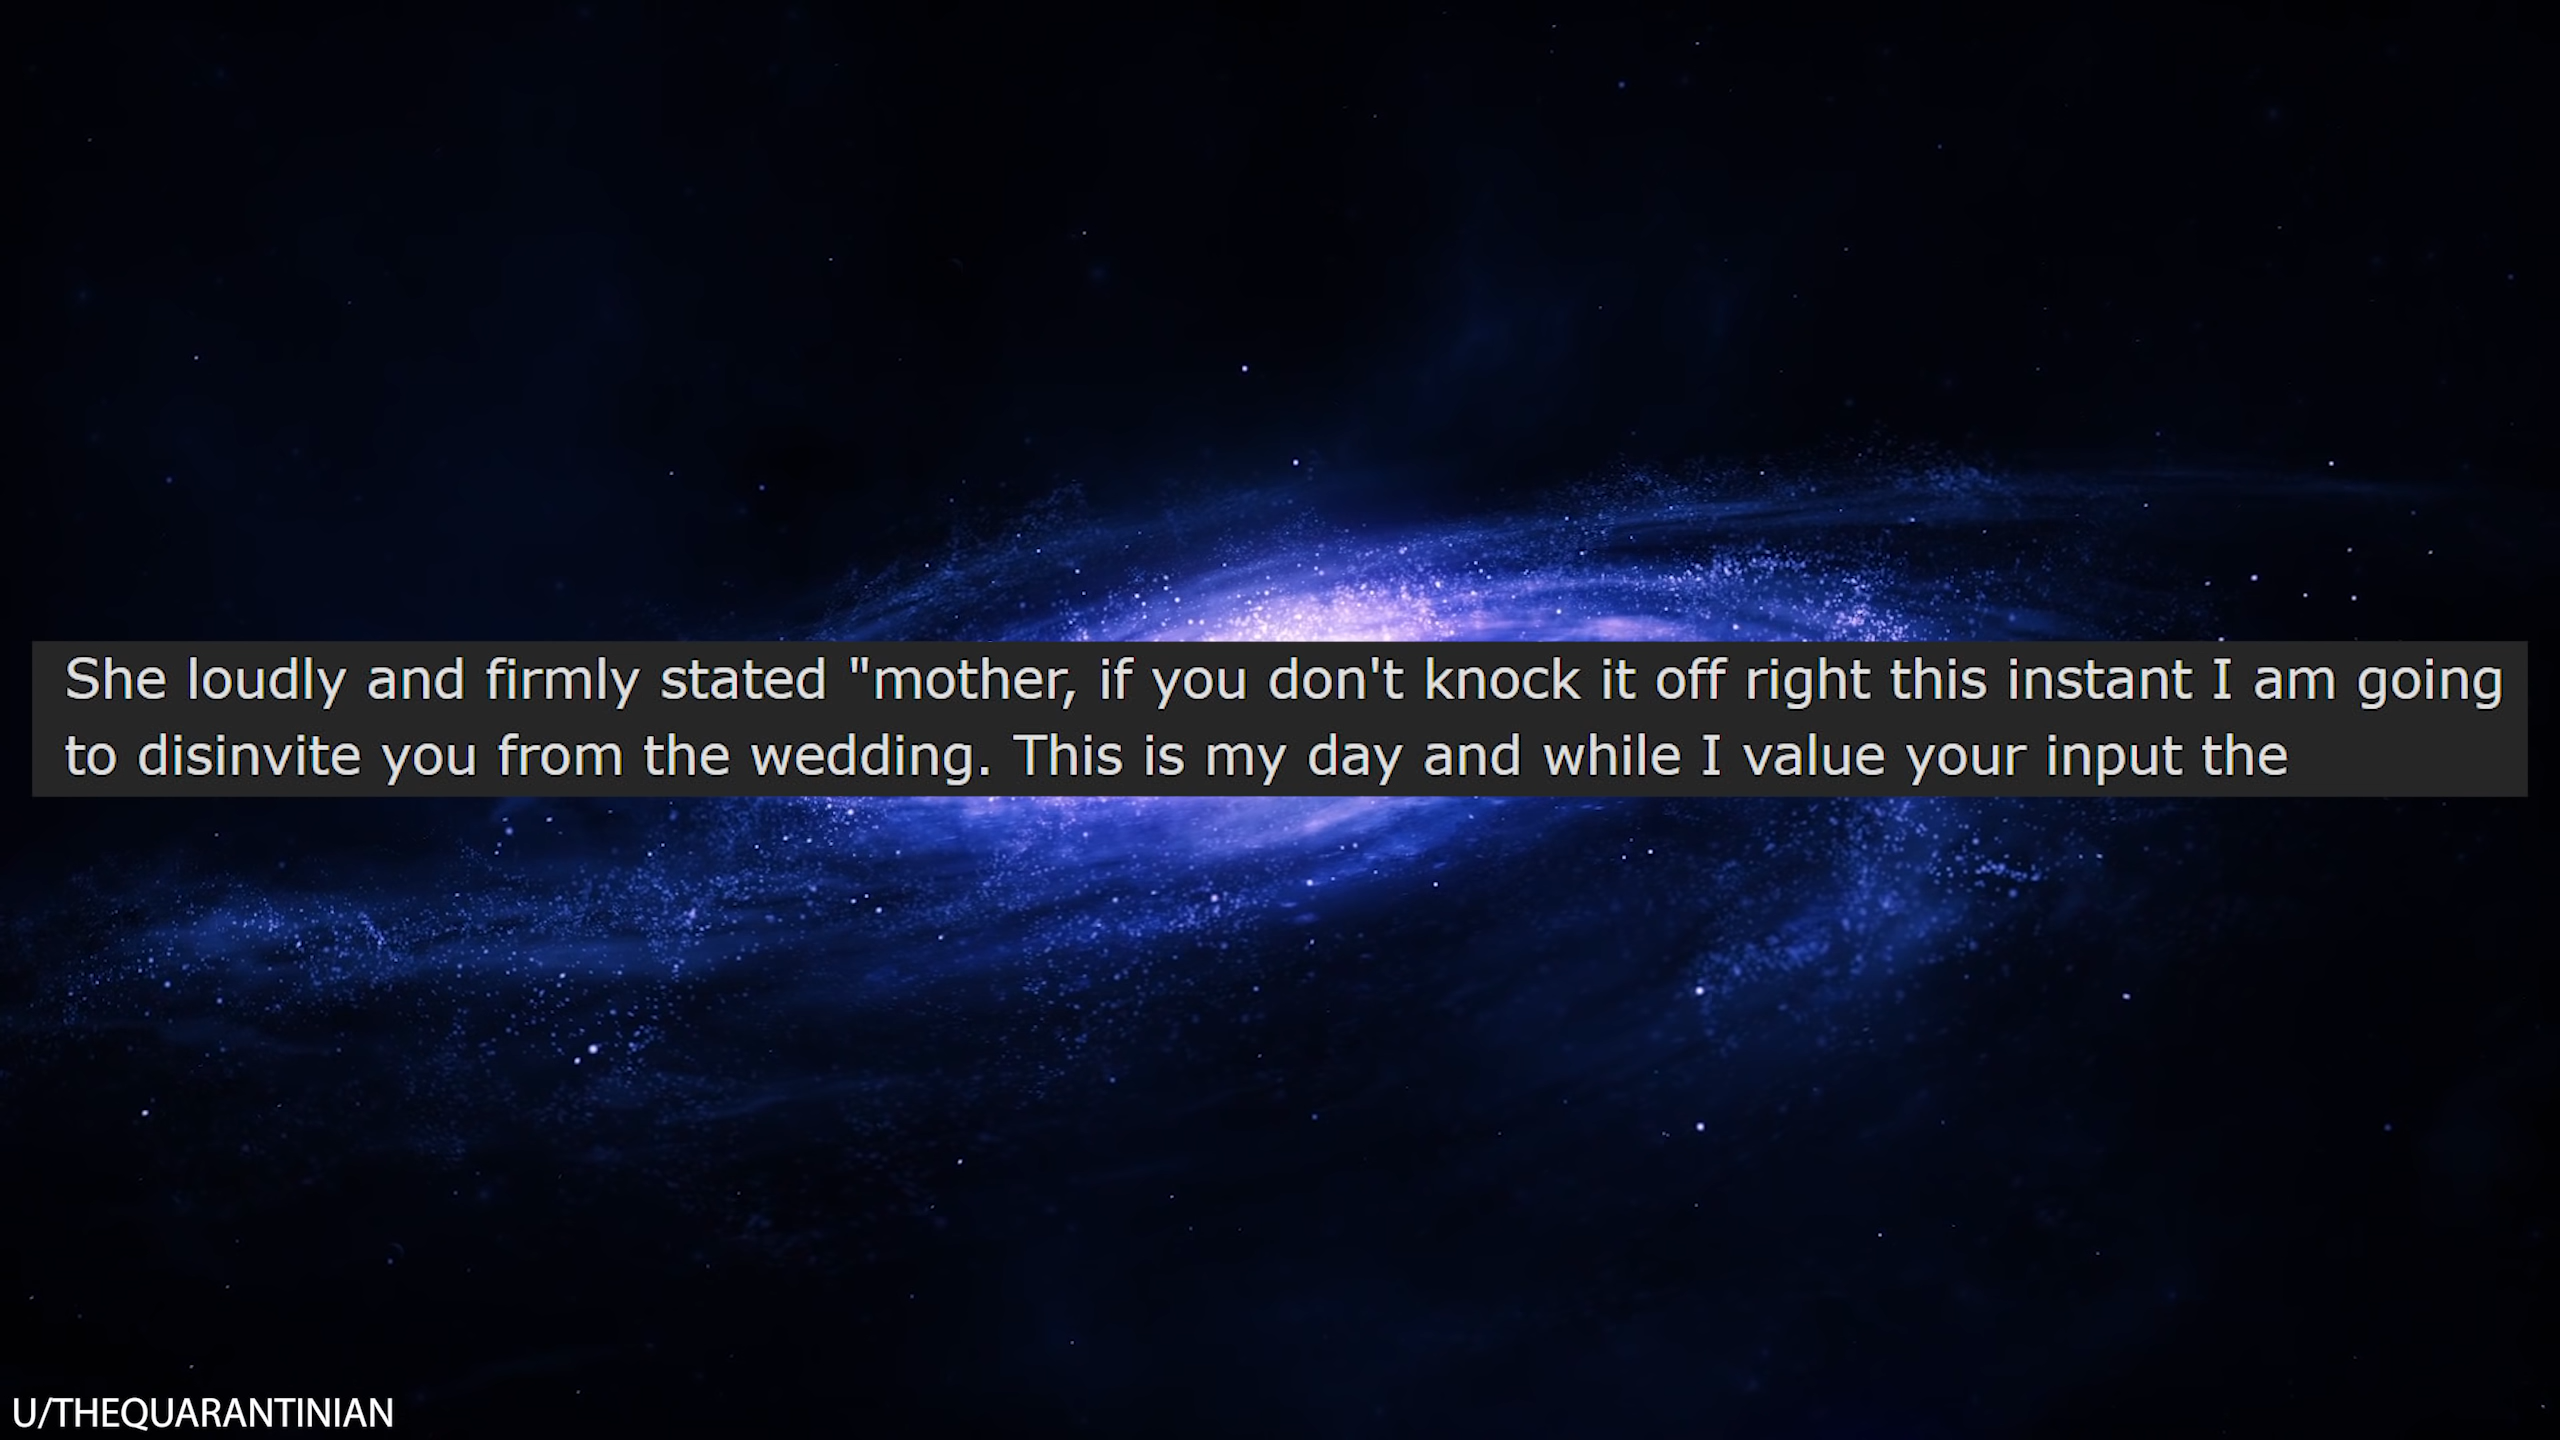 She loudly and firmly stated "mother, if you don't knock it off right this instant I am going
to disinvite you from the wedding. This is my day and while I value your input the
U/THEQUARANTINIAN